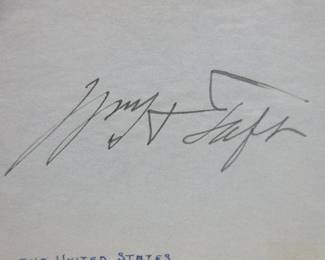 Wm H Taft
THE UNITED STATES